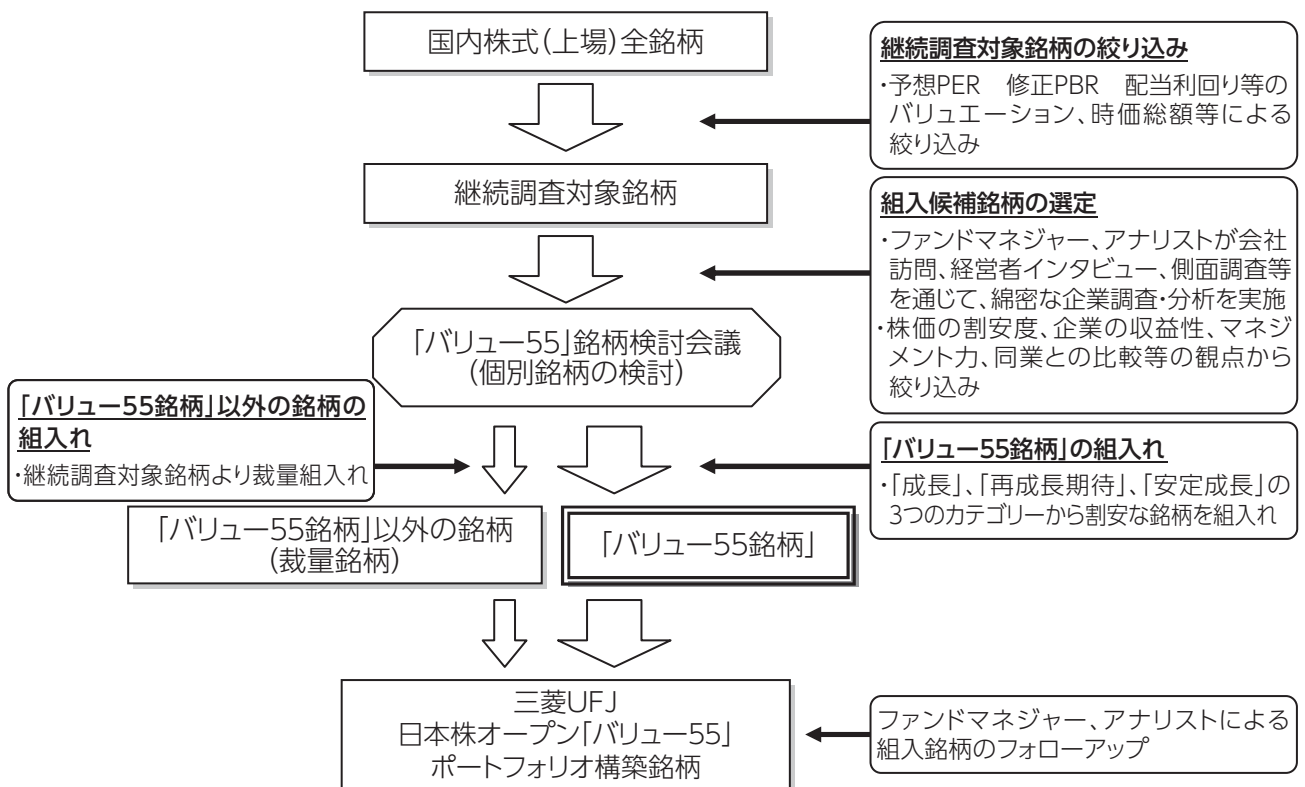 国内株式(上場)全銘柄
継続調査対象銘柄の絞り込み
・予想PER 修正PBR 配当利回り等の
バリュエーション、時価総額等による
絞り込み
継続調査対象銘柄
組入候補銘柄の選定
・ファンドマネジャー、アナリストが会社
訪問、経営者インタビュー、側面調査等
を通じて、綿密な企業調査・分析を実施
・株価の割安度、企業の収益性、マネジ
メント力、同業との比較等の観点から
絞り込み
「バリュー55」銘柄検討会議
(個別銘柄の検討)
「バリュー55銘柄」以外の銘柄の
組入れ
・継続調査対象銘柄より裁量組入れ
「バリュー55銘柄」の組入れ
・「成長」、「再成長期待」、「安定成長」の
3つのカテゴリーから割安な銘柄を組入れ
「バリュー55銘柄」以外の銘柄
(裁量銘柄)
「バリュー55銘柄」
三菱UFJ
日本株オープン「バリュー55」
ポートフォリオ構築銘柄
ファンドマネジャー、アナリストによる
組入銘柄のフォローアップ